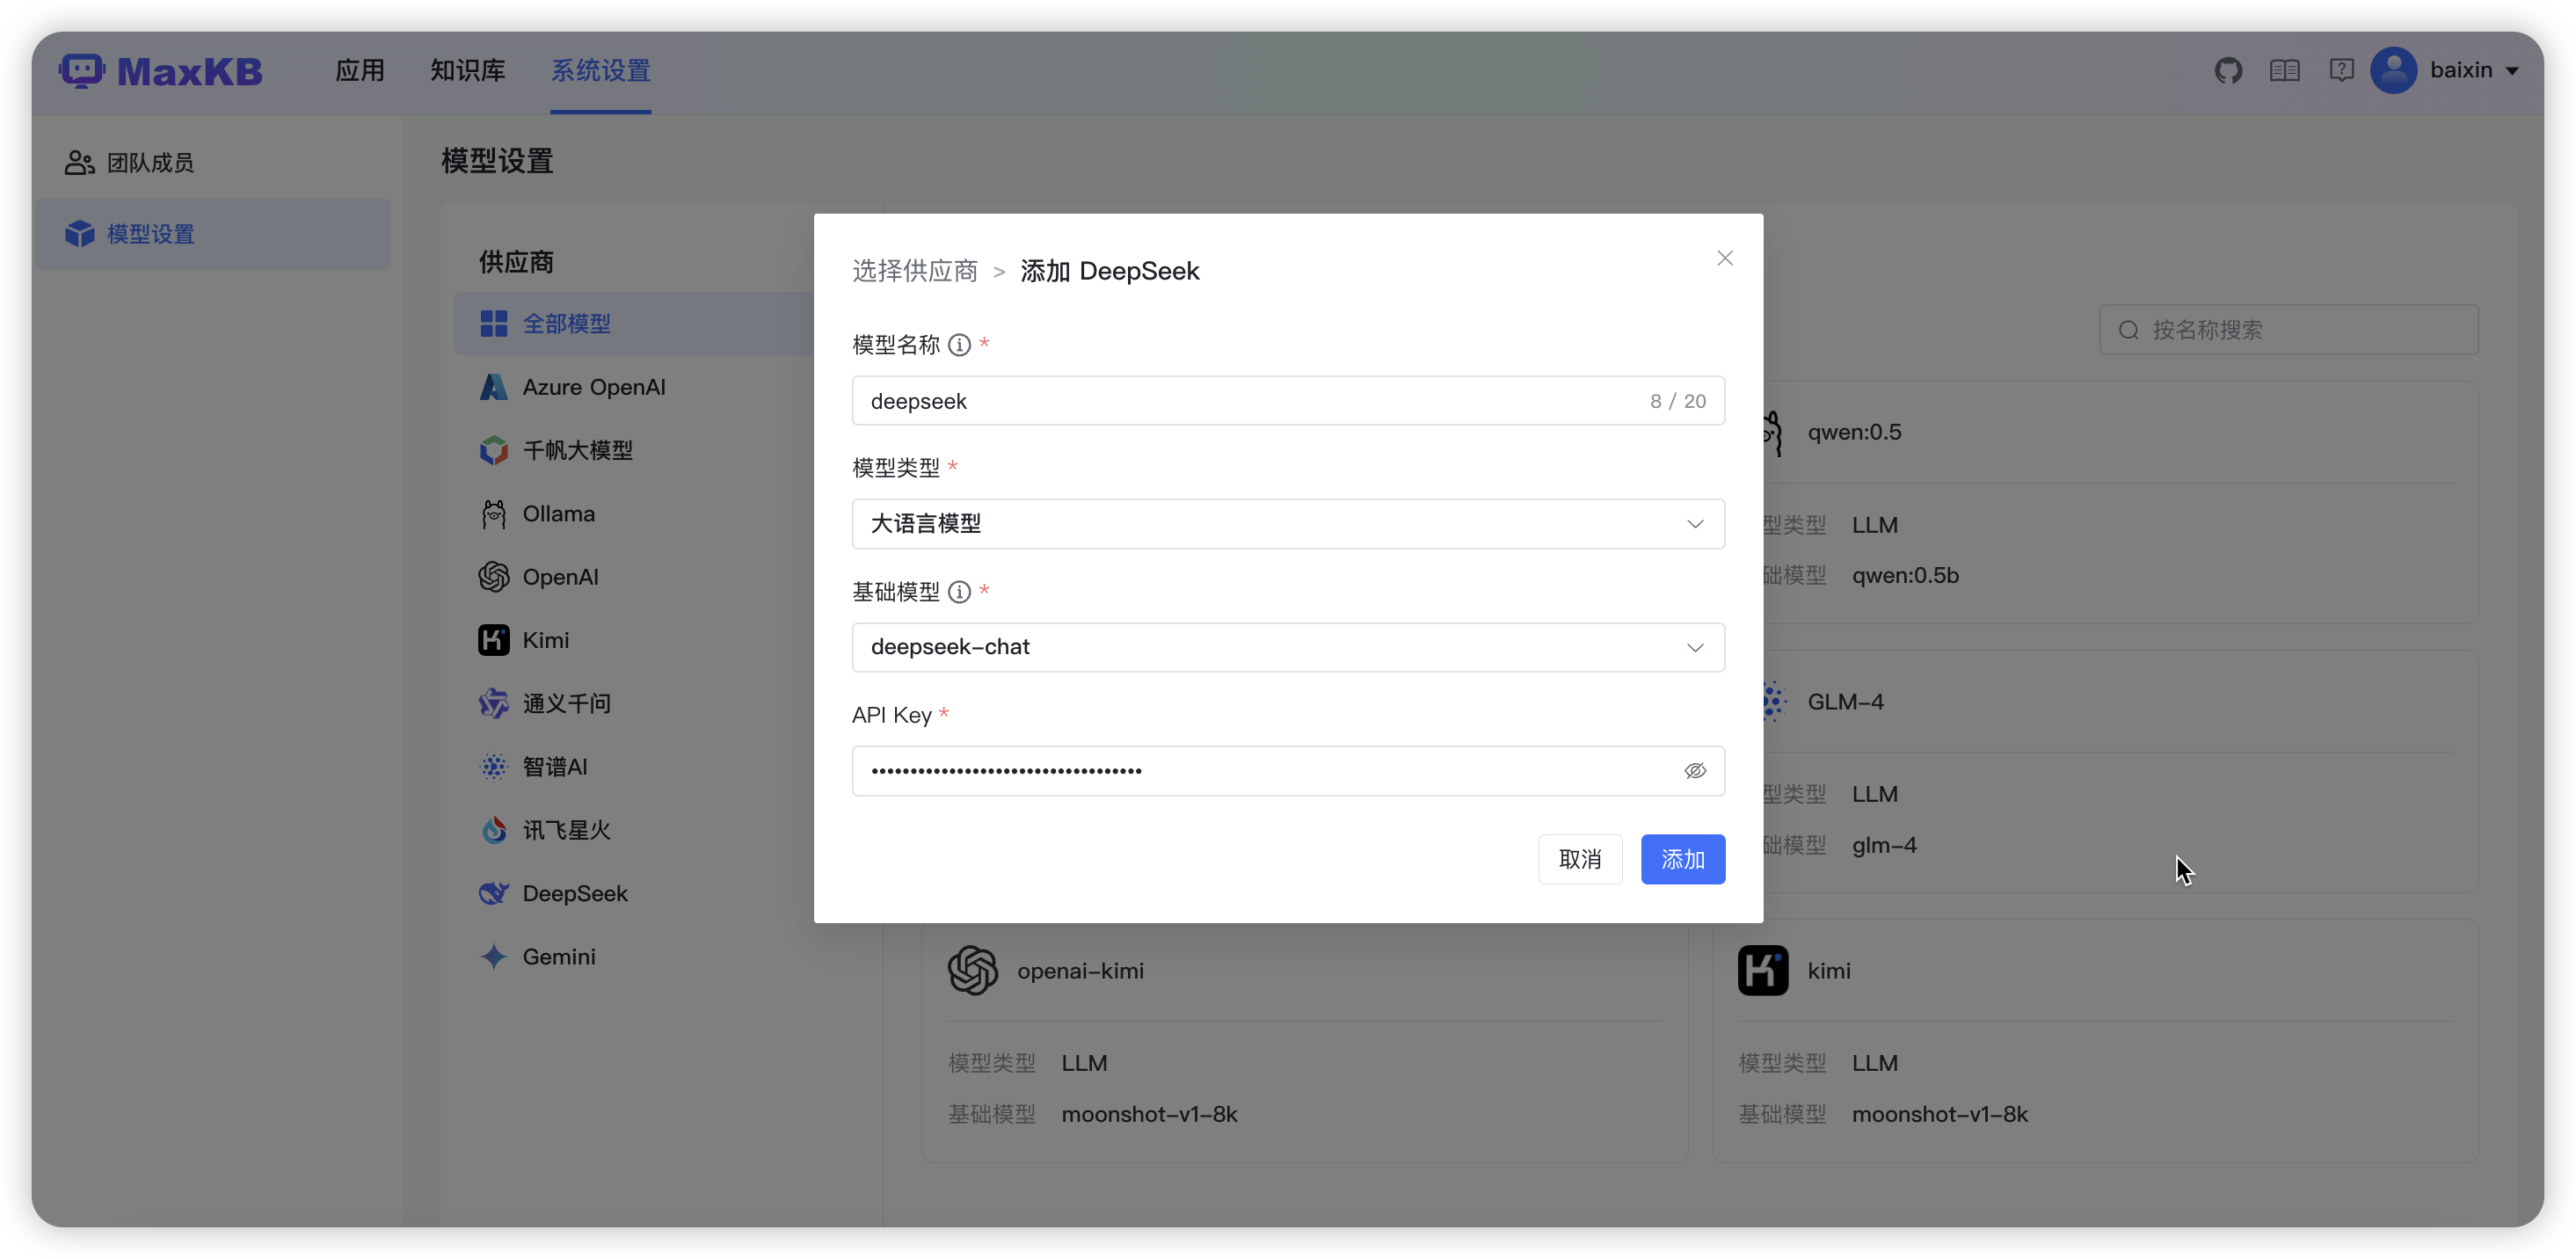 MaxKB 应用 知识库 系统设置 baixin
团队成员
模型设置
模型设置
供应商
全部模型
Azure OpenAI
千帆大模型
Ollama
OpenAI
Kimi
通义千问
智谱AI
讯飞星火
DeepSeek
Gemini
选择供应商 > 添加 DeepSeek
模型名称 *
deepseek 8 / 20
模型类型 *
大语言模型
基础模型 *
deepseek-chat
API Key *
取消 添加
按名称搜索
qwen:0.5
型类型 LLM
础模型 qwen:0.5b
GLM-4
型类型 LLM
础模型 glm-4
openai-kimi
模型类型 LLM
基础模型 moonshot-v1-8k
kimi
模型类型 LLM
基础模型 moonshot-v1-8k